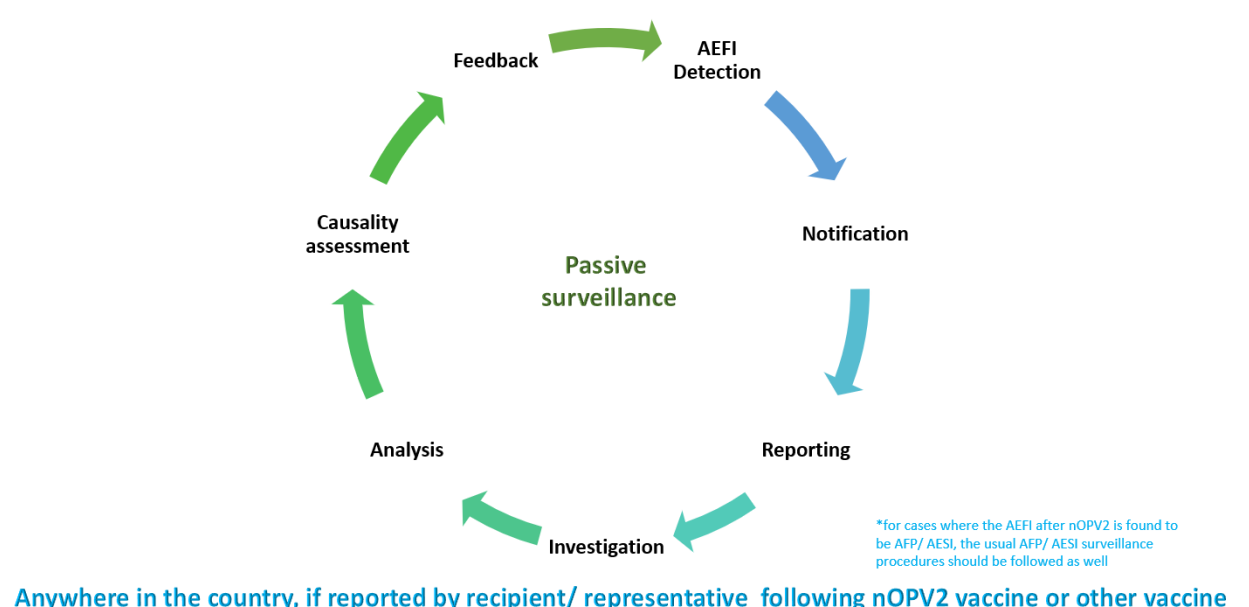 Feedback
AEFI
Detection
Notification
Causality
assessment
Passive
surveillance
Analysis
Reporting
Investigation
*for cases where the AEFI after nOPV2 is found to
be AFP/ AESI, the usual AFP/ AESI surveillance
procedures should be followed as well
Anywhere in the country, if reported by recipient/ representative following nOPV2 vaccine or other vaccine